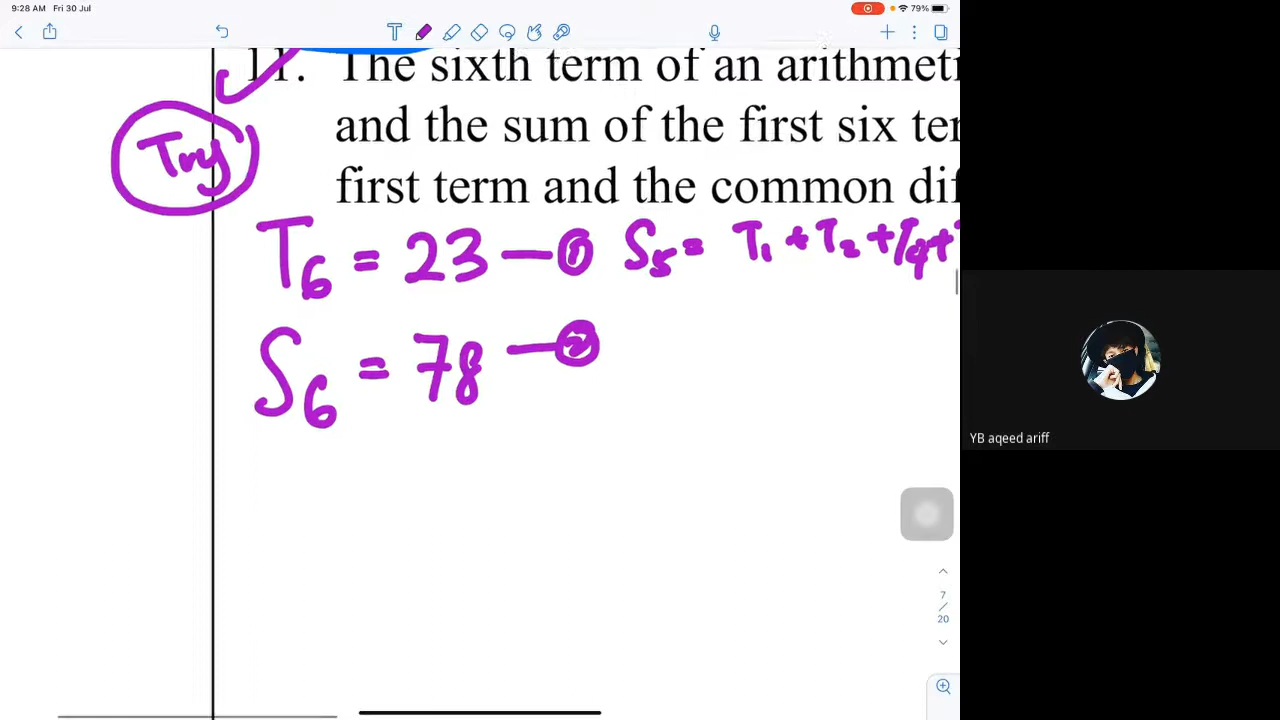 9:28 AM Fri 30 Jul
79%
T
11. The sixth term of an arithmeti
Try
and the sum of the first six ter
first term and the common dif
T6 = 23 — ① S5 = T1 + T2 + T4 +
S6 = 78 — ②
YB aqeed ariff
7
/
20